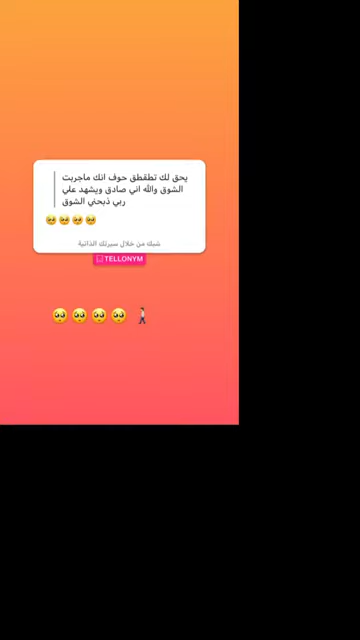 يحق لك تطقطق حوف انك ماجربت
الشوق والله اني صادق ويشهد علي
ربي ذبحني الشوق
🥺 🥺 🥺 🥺
شبك من خلال سيرتك الذاتية
TELLONYM
🥺 🥺 🥺 🥺 🚶